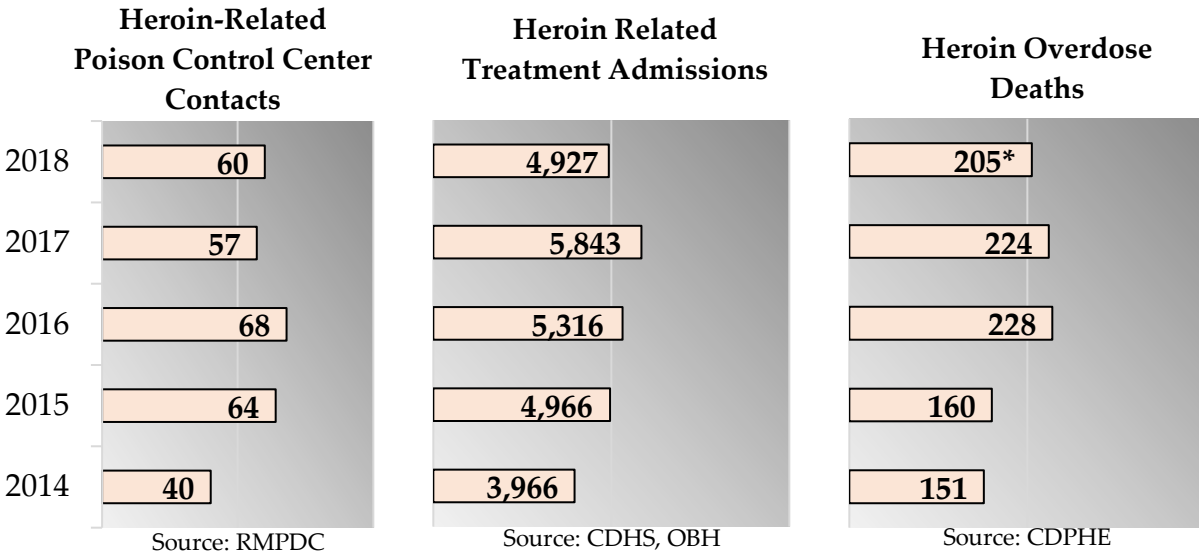 Heroin-Related
Poison Control Center
Contacts
Heroin Related
Treatment Admissions
Heroin Overdose
Deaths
2018
60
4,927
205*
2017
57
5,843
224
2016
68
5,316
228
2015
64
4,966
160
2014
40
3,966
151
Source: RMPDC
Source: CDHS, OBH
Source: CDPHE